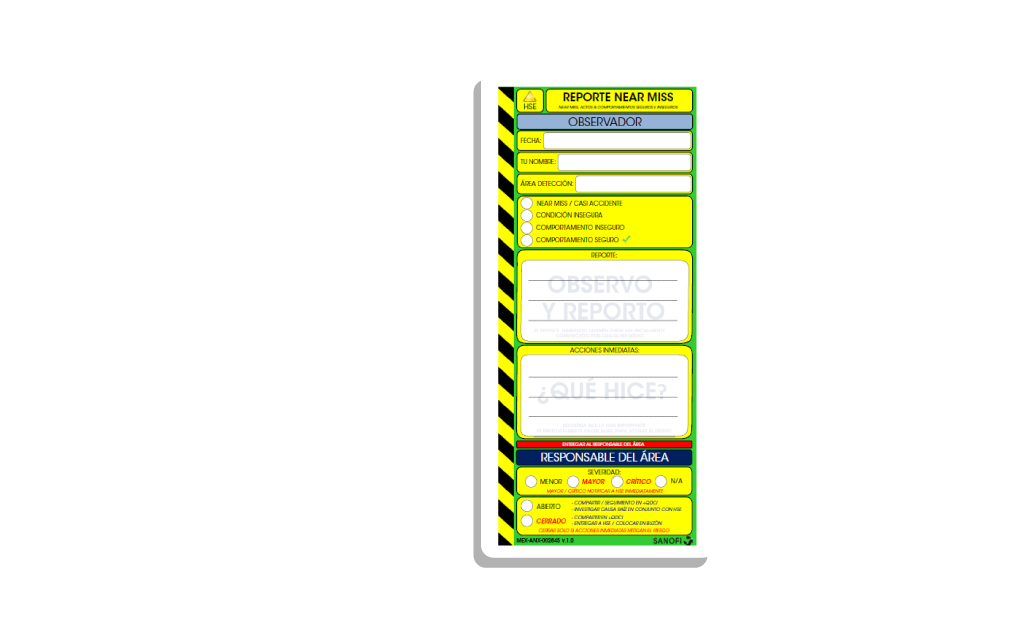 HSE
REPORTE NEAR MISS
NEAR MISS, ACTOS & COMPORTAMIENTOS SEGUROS E INSEGUROS
OBSERVADOR
FECHA:
TU NOMBRE:
ÁREA DETECCIÓN:
NEAR MISS / CASI ACCIDENTE
CONDICIÓN INSEGURA
COMPORTAMIENTO INSEGURO
COMPORTAMIENTO SEGURO
REPORTE:
OBSERVO
Y REPORTO
ACCIONES INMEDIATAS:
¿QUÉ HICE?
ENTREGAR AL RESPONSABLE DEL ÁREA
RESPONSABLE DEL ÁREA
SEVERIDAD:
MENOR MAYOR CRÍTICO N/A
MAYOR / CRÍTICO NOTIFICAR A HSE INMEDIATAMENTE
ABIERTO
- COMPARTIR / SEGUIMIENTO EN +QDCI
- INVESTIGAR CAUSA RAÍZ EN CONJUNTO CON HSE
CERRADO
- COMPARTIR EN +QDCI
- ENTREGAR A HSE / COLOCAR EN BUZÓN
CERRAR SOLO SI ACCIONES INMEDIATAS MITIGAN EL RIESGO
MEX-ANX-002645 v.1.0
SANOFI